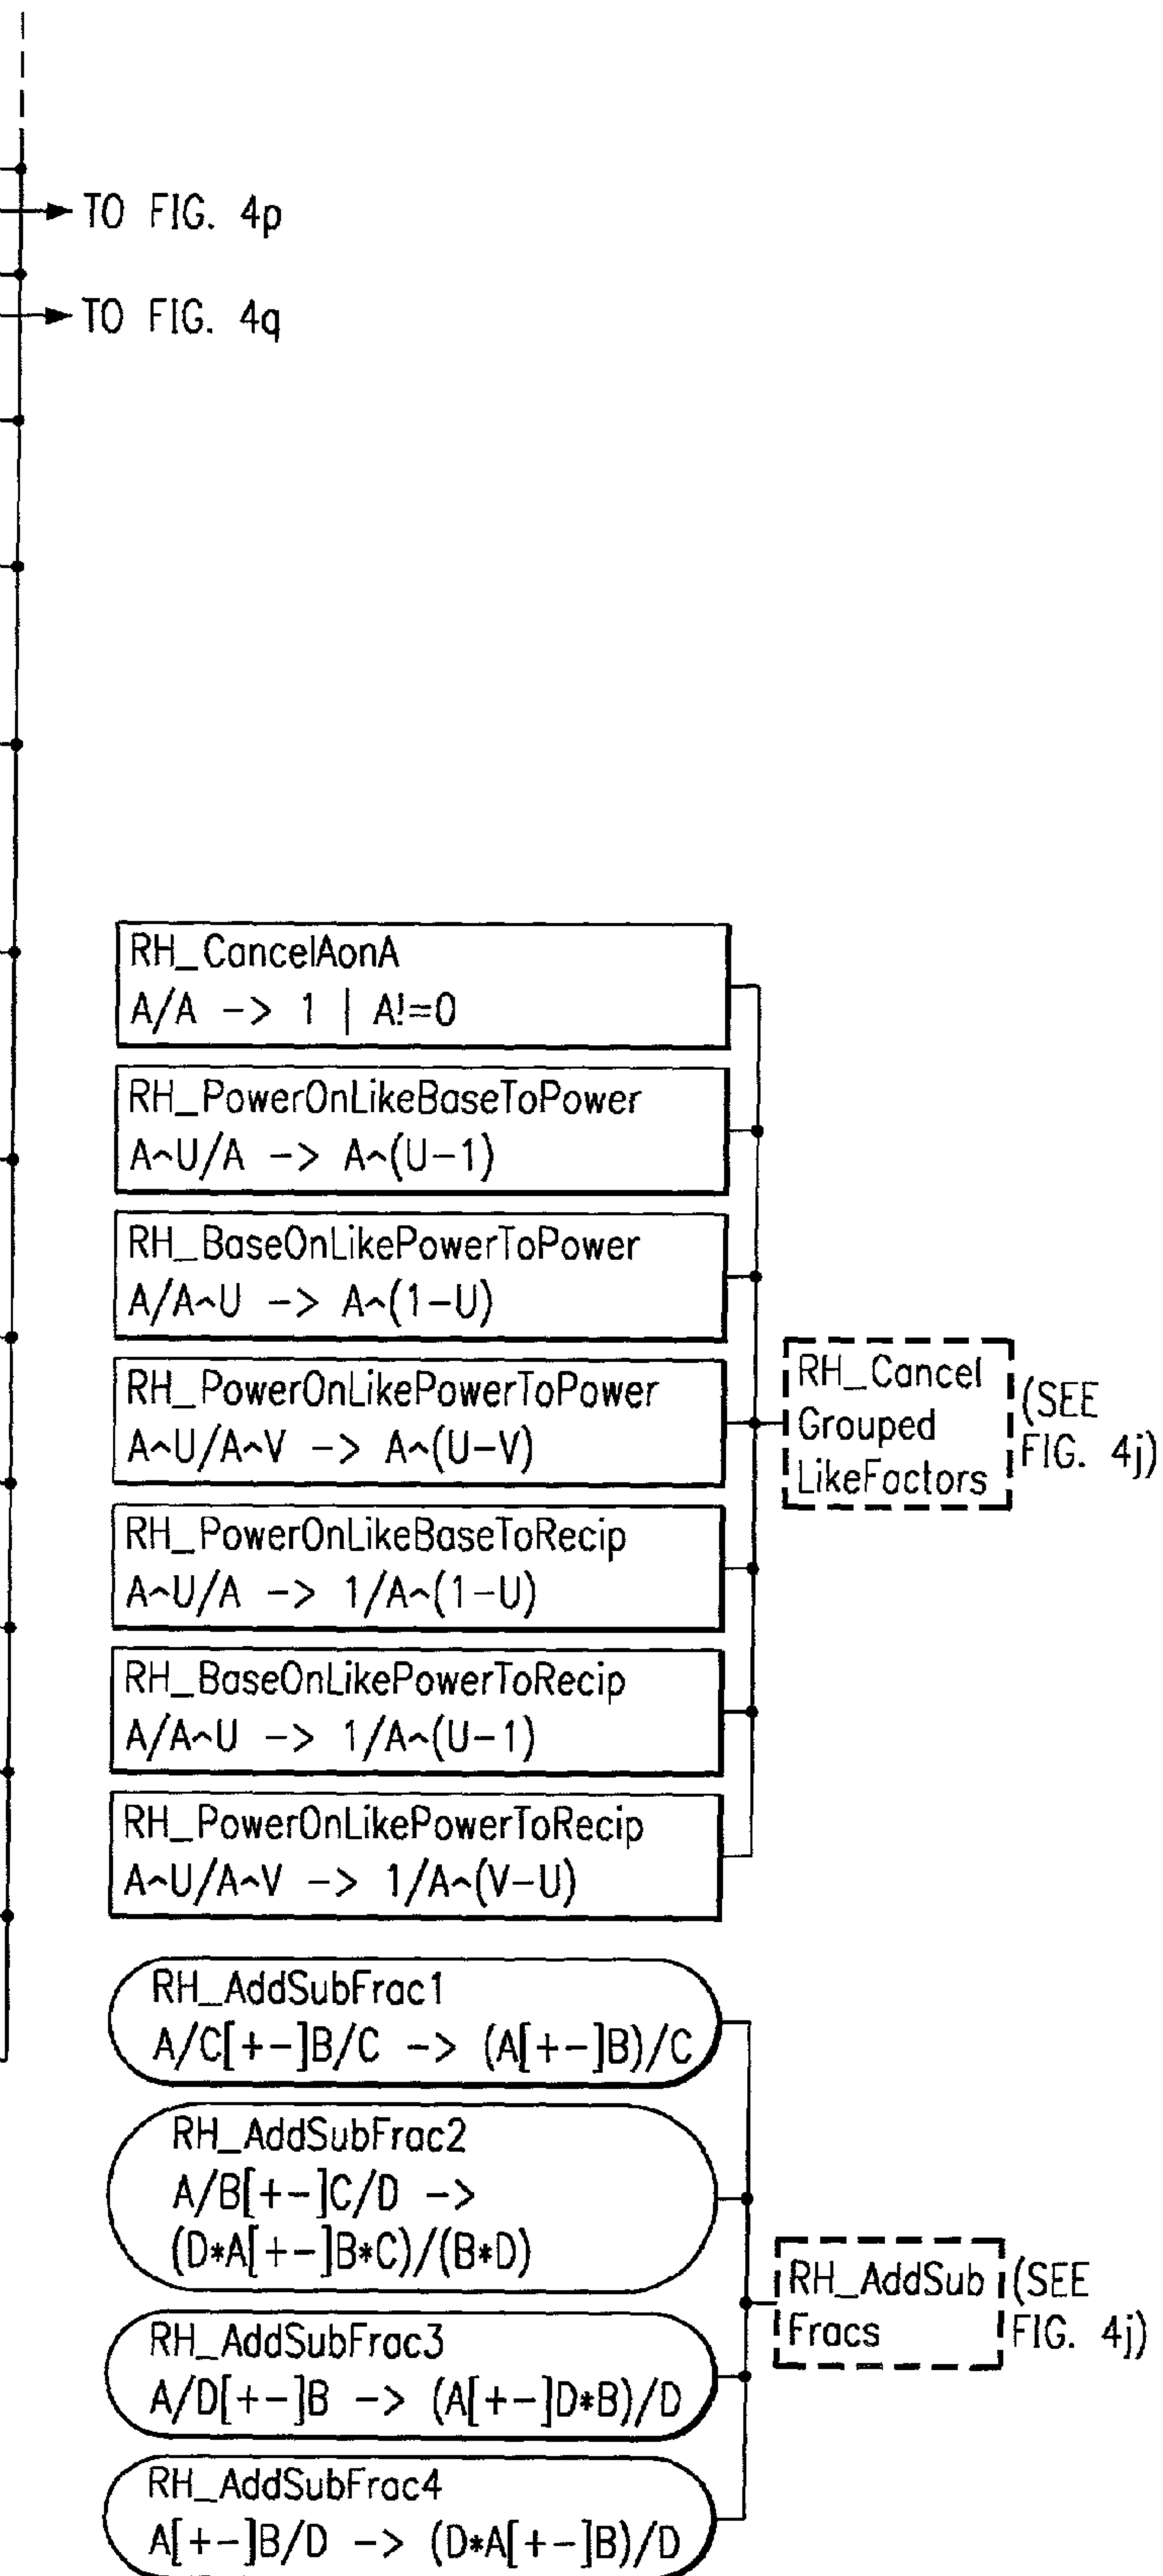 TO FIG. 4p
TO FIG. 4q
RH_CancelAonA
A/A -> 1 | A!=0
RH_PowerOnLikeBaseToPower
A^U/A -> A^(U-1)
RH_BaseOnLikePowerToPower
A/A^U -> A^(1-U)
RH_PowerOnLikePowerToPower
A^U/A^V -> A^(U-V)
RH_PowerOnLikeBaseToRecip
A^U/A -> 1/A^(1-U)
RH_BaseOnLikePowerToRecip
A/A^U -> 1/A^(U-1)
RH_PowerOnLikePowerToRecip
A^U/A^V -> 1/A^(V-U)
RH_Cancel
Grouped
LikeFactors
(SEE
FIG. 4j)
RH_AddSubFrac1
A/C[+-]B/C -> (A[+-]B)/C
RH_AddSubFrac2
A/B[+-]C/D ->
(D*A[+-]B*C)/(B*D)
RH_AddSubFrac3
A/D[+-]B -> (A[+-]D*B)/D
RH_AddSubFrac4
A[+-]B/D -> (D*A[+-]B)/D
RH_AddSub
Fracs
(SEE
FIG. 4j)